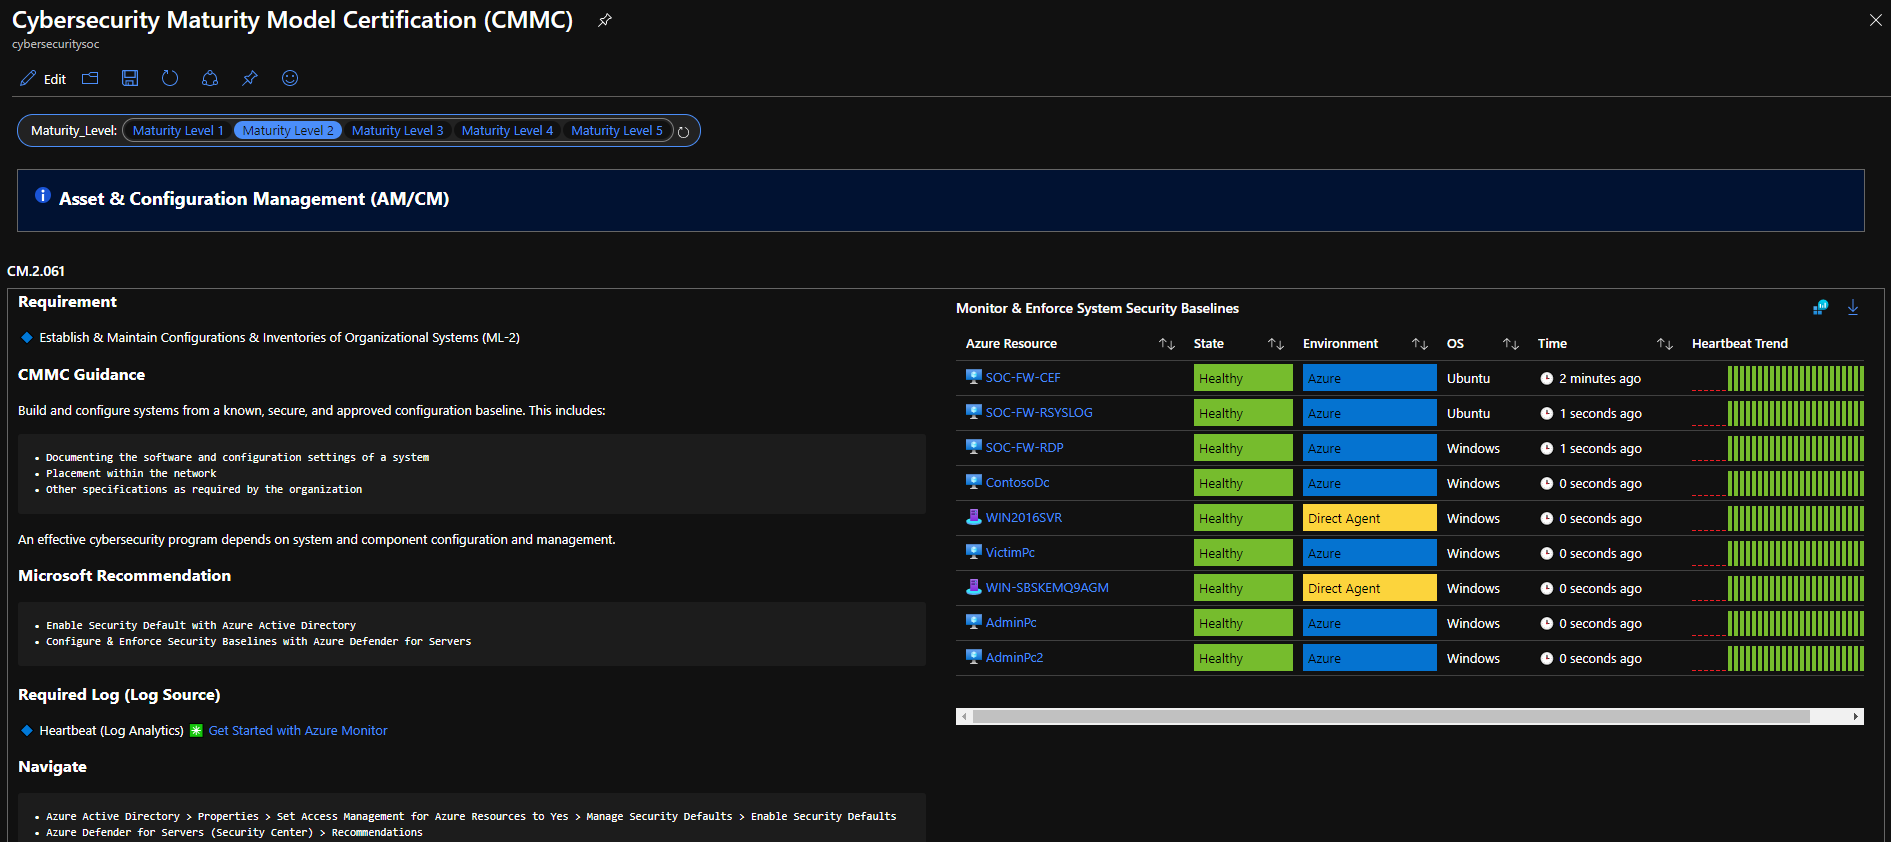 Cybersecurity Maturity Model Certification (CMMC)
cybersecuritysoc
Edit
Maturity_Level: Maturity Level 1 Maturity Level 2 Maturity Level 3 Maturity Level 4 Maturity Level 5
Asset & Configuration Management (AM/CM)
CM.2.061
Requirement
Establish & Maintain Configurations & Inventories of Organizational Systems (ML-2)
CMMC Guidance
Build and configure systems from a known, secure, and approved configuration baseline. This includes:
• Documenting the software and configuration settings of a system
• Placement within the network
• Other specifications as required by the organization
An effective cybersecurity program depends on system and component configuration and management.
Microsoft Recommendation
• Enable Security Default with Azure Active Directory
• Configure & Enforce Security Baselines with Azure Defender for Servers
Required Log (Log Source)
Heartbeat (Log Analytics) Get Started with Azure Monitor
Navigate
• Azure Active Directory > Properties > Set Access Management for Azure Resources to Yes > Manage Security Defaults > Enable Security Defaults
• Azure Defender for Servers (Security Center) > Recommendations
Monitor & Enforce System Security Baselines
Azure Resource State Environment OS Time Heartbeat Trend
SOC-FW-CEF Healthy Azure Ubuntu 2 minutes ago
SOC-FW-RSYSLOG Healthy Azure Ubuntu 1 seconds ago
SOC-FW-RDP Healthy Azure Windows 1 seconds ago
ContosoDc Healthy Azure Windows 0 seconds ago
WIN2016SVR Healthy Direct Agent Windows 0 seconds ago
VictimPc Healthy Azure Windows 0 seconds ago
WIN-SBSKEMQ9AGM Healthy Direct Agent Windows 0 seconds ago
AdminPc Healthy Azure Windows 0 seconds ago
AdminPc2 Healthy Azure Windows 0 seconds ago